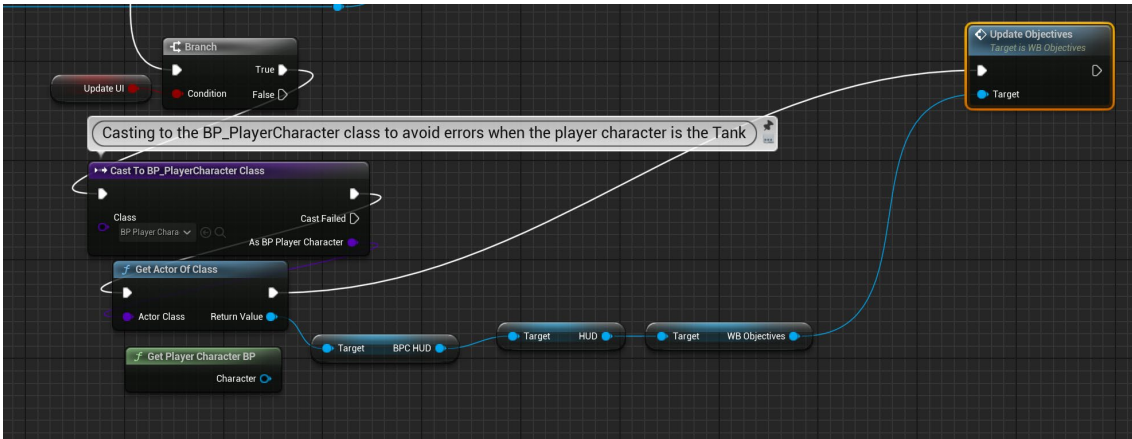 Branch
True
Update UI
Condition
False
Casting to the BP_PlayerCharacter class to avoid errors when the player character is the Tank
Cast To BP_PlayerCharacter Class
Class
Cast Failed
BP Player Chara
As BP Player Character
f Get Actor Of Class
Actor Class
Return Value
f Get Player Character BP
Character
Target
BPC HUD
Target
HUD
Target
WB Objectives
Update Objectives
Target is WB Objectives
Target